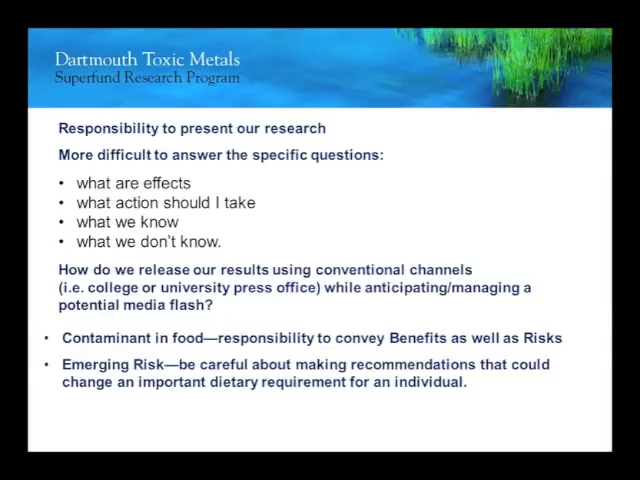 Dartmouth Toxic Metals
Superfund Research Program
Responsibility to present our research
More difficult to answer the specific questions:
• what are effects
• what action should I take
• what we know
• what we don't know.
How do we release our results using conventional channels
(i.e. college or university press office) while anticipating/managing a
potential media flash?
• Contaminant in food—responsibility to convey Benefits as well as Risks
• Emerging Risk—be careful about making recommendations that could
change an important dietary requirement for an individual.